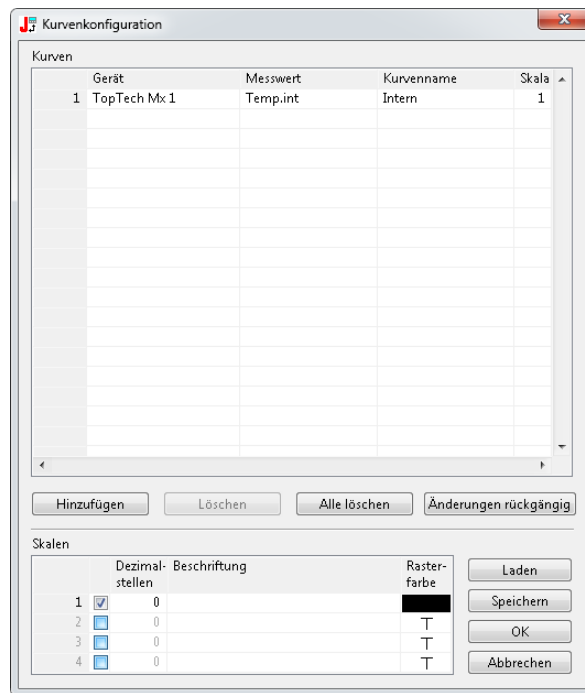 Kurvenkonfiguration
Kurven
Gerät Messwert Kurvenname Skala
1 TopTech Mx 1 Temp.int Intern 1
Hinzufügen Löschen Alle löschen Änderungen rückgängig
Skalen
Dezimal- Beschriftung Raster-
stellen farbe
1 0
2 0 T
3 0 T
4 0 T
Laden
Speichern
OK
Abbrechen